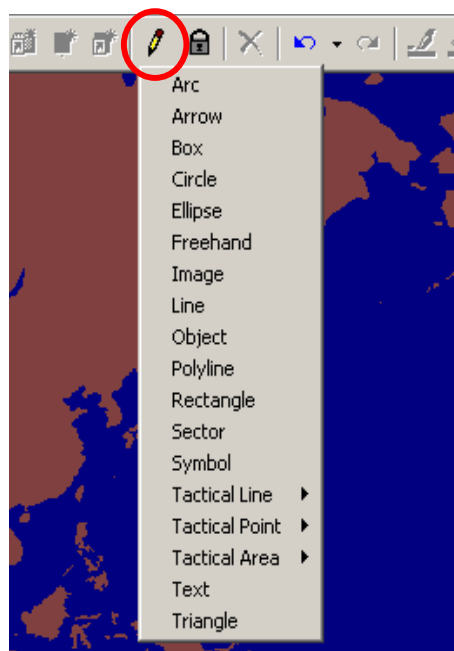 Arc
Arrow
Box
Circle
Ellipse
Freehand
Image
Line
Object
Polyline
Rectangle
Sector
Symbol
Tactical Line
Tactical Point
Tactical Area
Text
Triangle